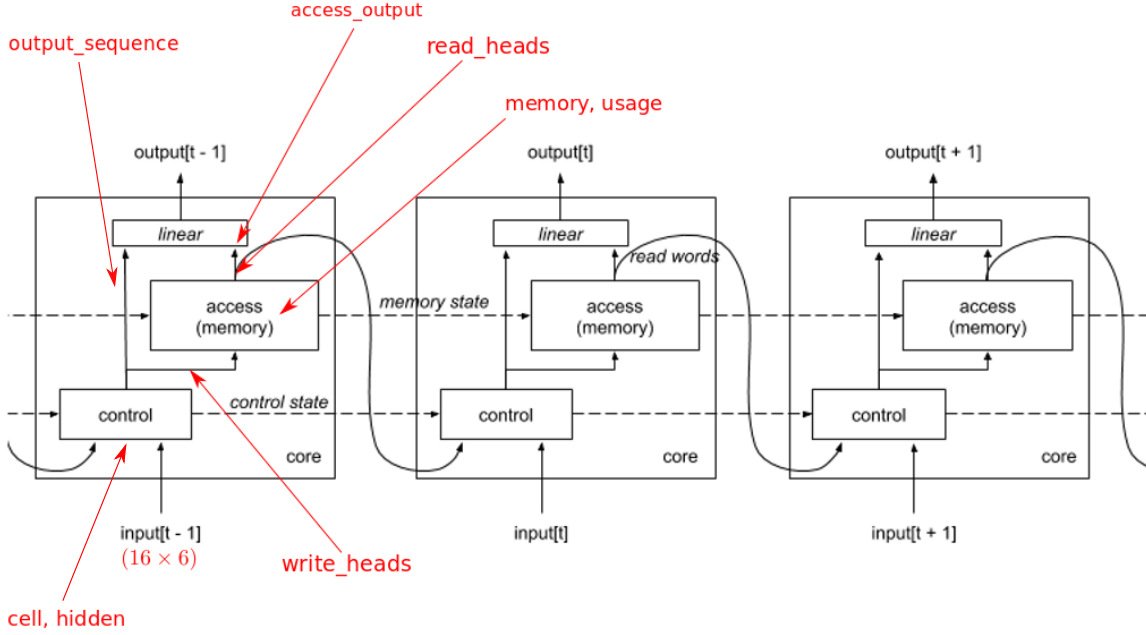 access_output
output_sequence
read_heads
memory, usage
output[t - 1]
output[t]
output[t + 1]
linear
linear
linear
read words
access
(memory)
memory state
access
(memory)
access
(memory)
control
control state
control
control
core
core
core
input[t - 1]
input[t]
input[t + 1]
(16 × 6)
write_heads
cell, hidden